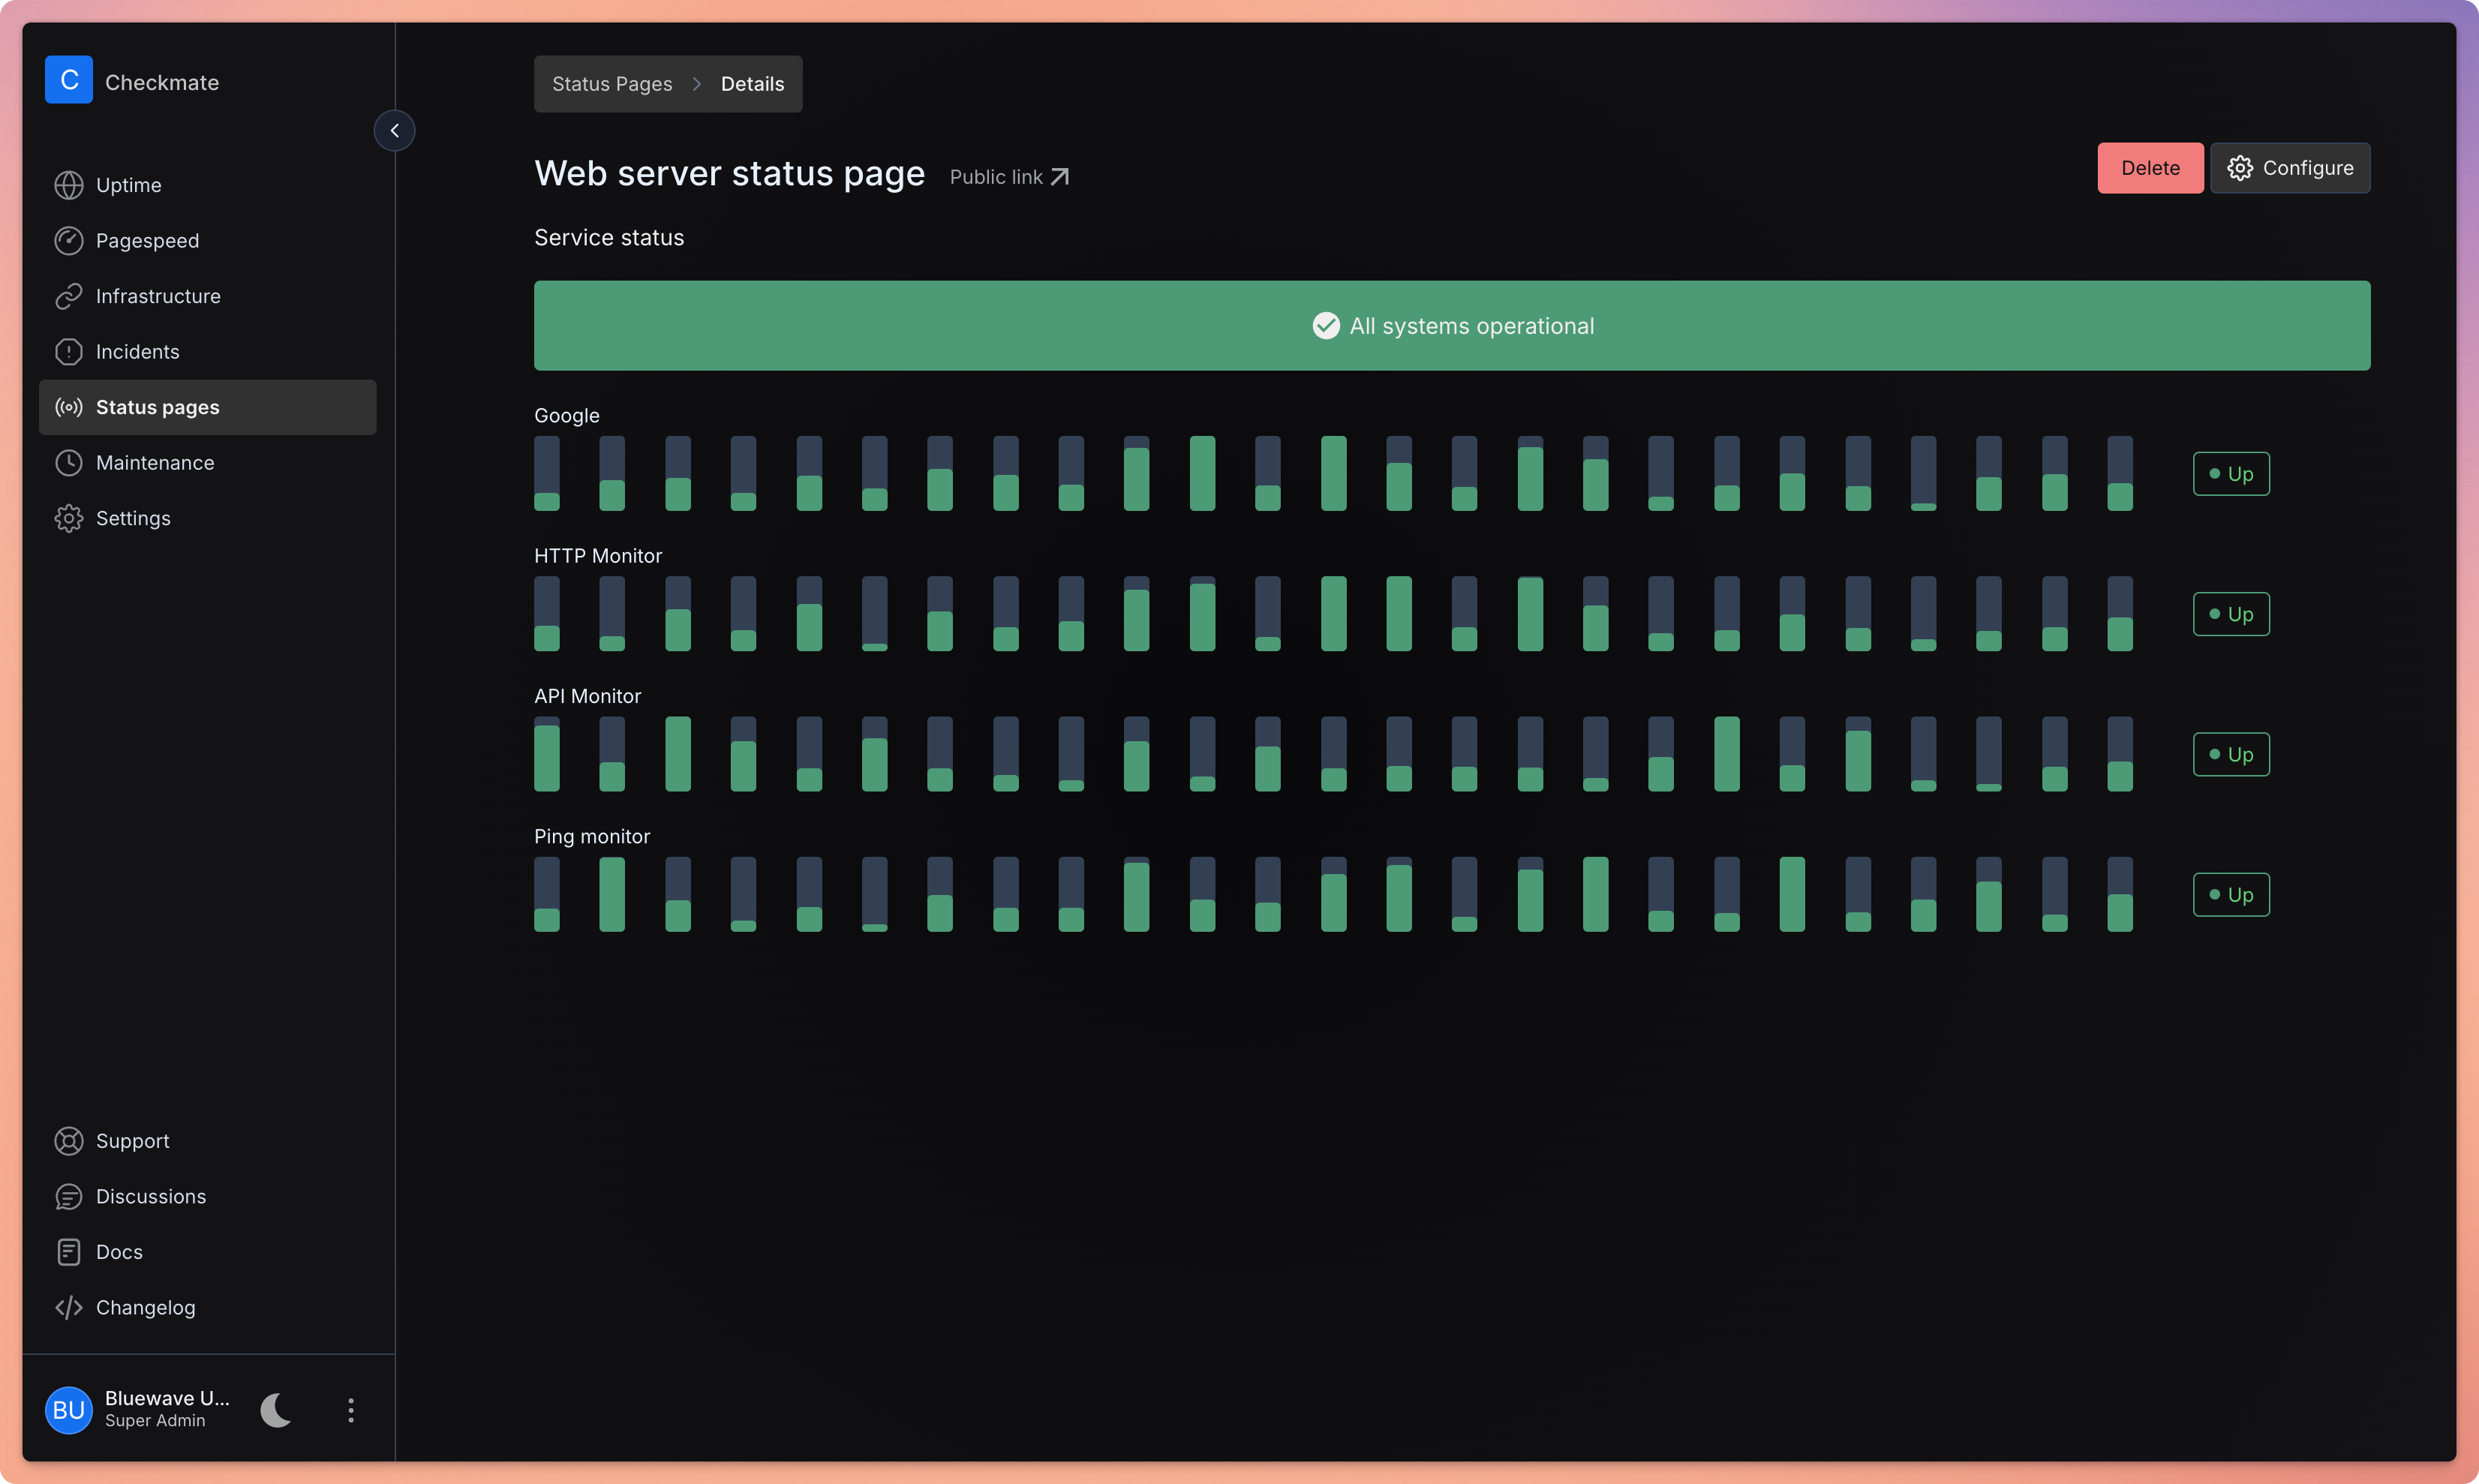 C Checkmate
Uptime
Pagespeed
Infrastructure
Incidents
Status pages
Maintenance
Settings
Support
Discussions
Docs
Changelog
BU
Bluewave U...
Super Admin
Status Pages > Details
Web server status page
Public link
Delete
Configure
Service status
All systems operational
Google
Up
HTTP Monitor
Up
API Monitor
Up
Ping monitor
Up